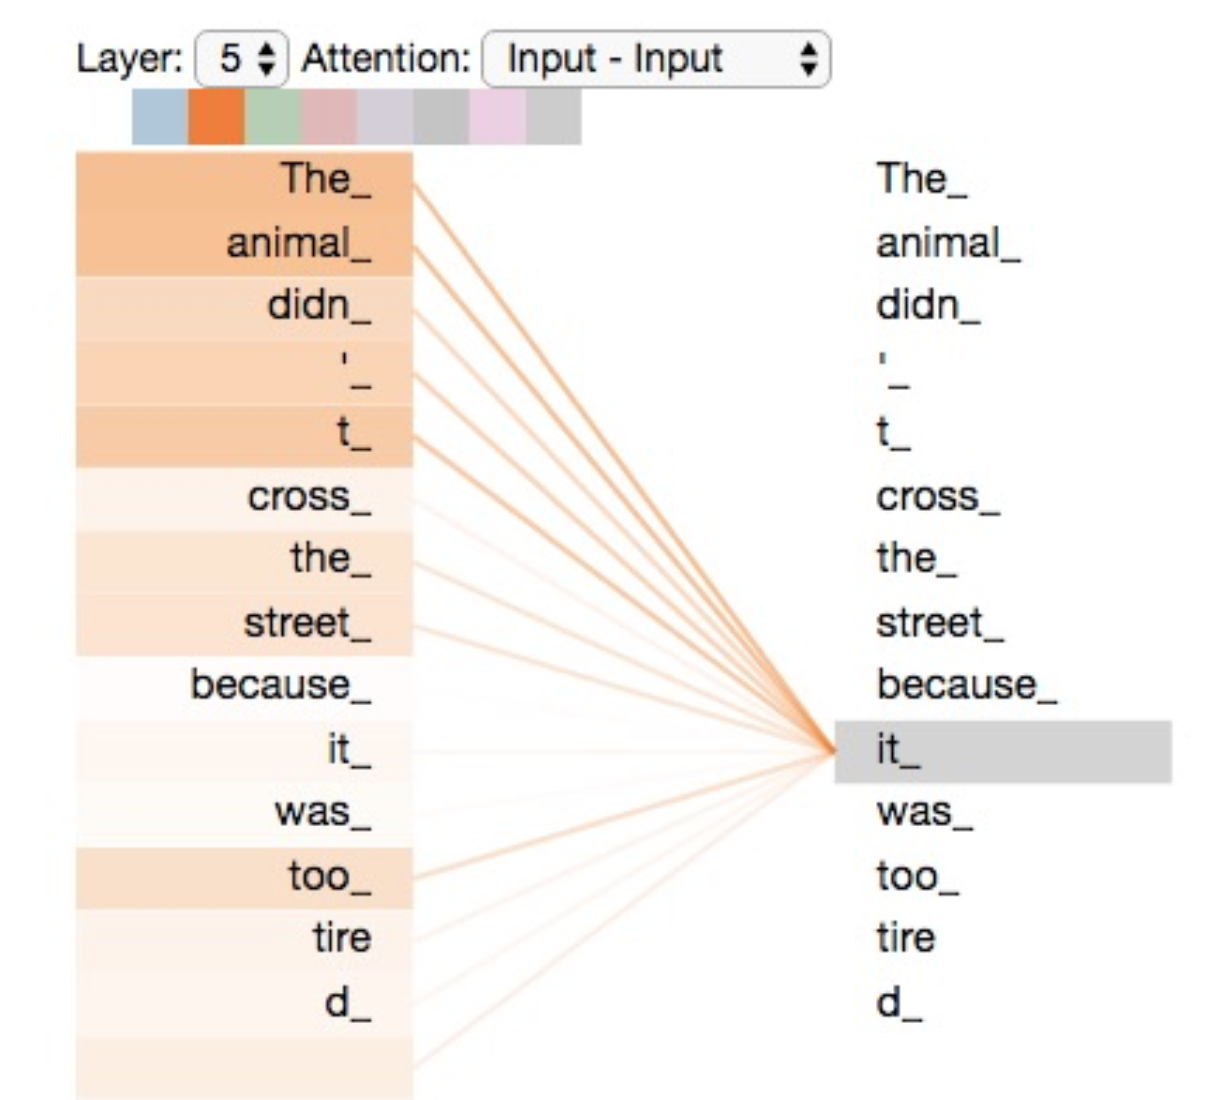 Layer: 5 Attention: Input - Input
The_ The_
animal_ animal_
didn_ didn_
'_ '_
t_ t_
cross_ cross_
the_ the_
street_ street_
because_ because_
it_ it_
was_ was_
too_ too_
tire tire
d_ d_